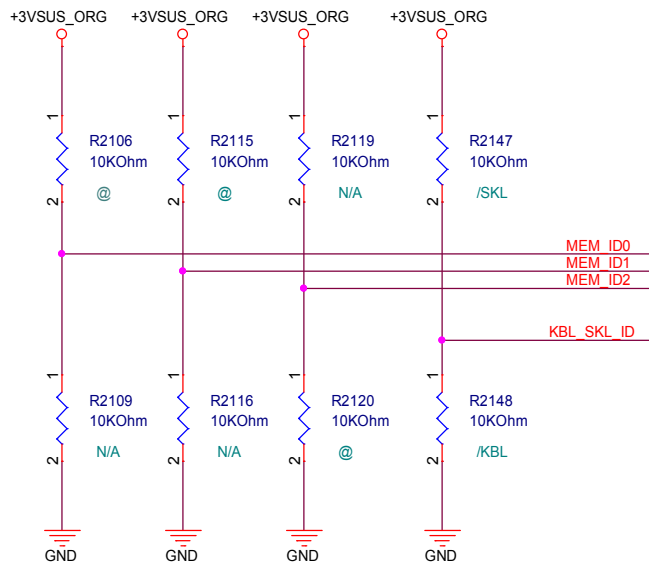 +3VSUS_ORG +3VSUS_ORG +3VSUS_ORG +3VSUS_ORG
1 1 1 1
R2106 R2115 R2119 R2147
10KOhm 10KOhm 10KOhm 10KOhm
@ @ N/A /SKL
2 2 2 2
MEM_ID0
MEM_ID1
MEM_ID2
KBL_SKL_ID
1 1 1 1
R2109 R2116 R2120 R2148
10KOhm 10KOhm 10KOhm 10KOhm
N/A N/A @ /KBL
2 2 2 2
GND GND GND GND